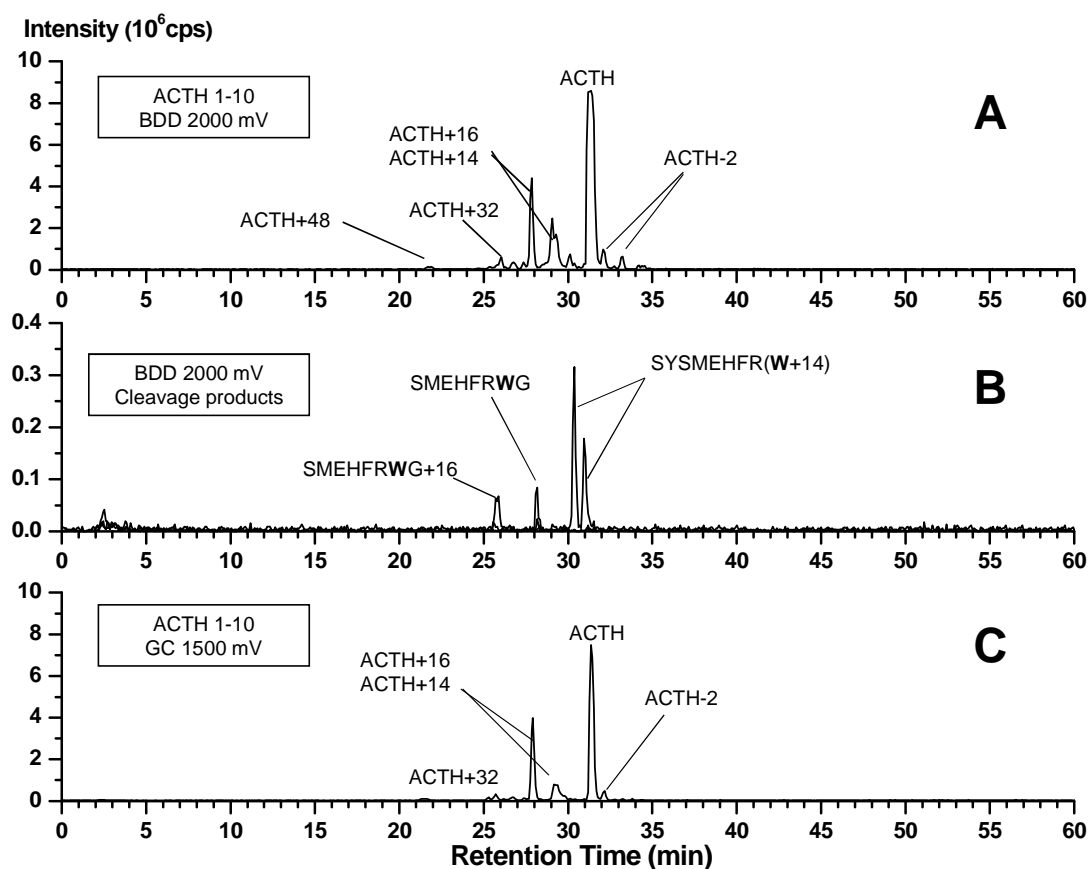 Intensity (10⁶cps)
10
8
6
4
2
0
ACTH 1-10
BDD 2000 mV
ACTH
A
ACTH+16
ACTH+14
ACTH-2
ACTH+48
ACTH+32
0 5 10 15 20 25 30 35 40 45 50 55 60
0.4
0.3
0.2
0.1
0.0
BDD 2000 mV
Cleavage products
SYSMEHFR(W+14)
SMEHFRWG
B
SMEHFRWG+16
0 5 10 15 20 25 30 35 40 45 50 55 60
10
8
6
4
2
0
ACTH 1-10
GC 1500 mV
ACTH
C
ACTH+16
ACTH+14
ACTH-2
ACTH+32
0 5 10 15 20 25 30 35 40 45 50 55 60
Retention Time (min)